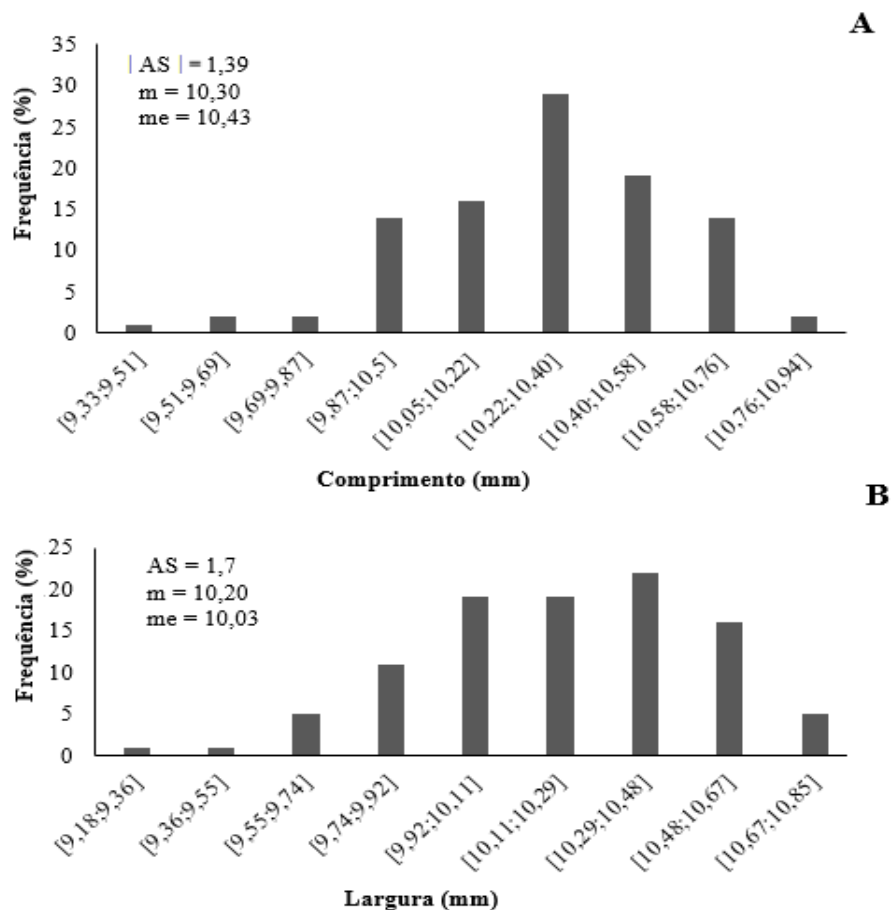 A
| AS | = 1,39
m = 10,30
me = 10,43
Frequência (%)
35
30
25
20
15
10
5
0
[9,33;9,51]
[9,51;9,69]
[9,69;9,87]
[9,87;10,5]
[10,05;10,22]
[10,22;10,40]
[10,40;10,58]
[10,58;10,76]
[10,76;10,94]
Comprimento (mm)
B
AS = 1,7
m = 10,20
me = 10,03
Frequência (%)
25
20
15
10
5
0
[9,18;9,36]
[9,36;9,55]
[9,55;9,74]
[9,74;9,92]
[9,92;10,11]
[10,11;10,29]
[10,29;10,48]
[10,48;10,67]
[10,67;10,85]
Largura (mm)